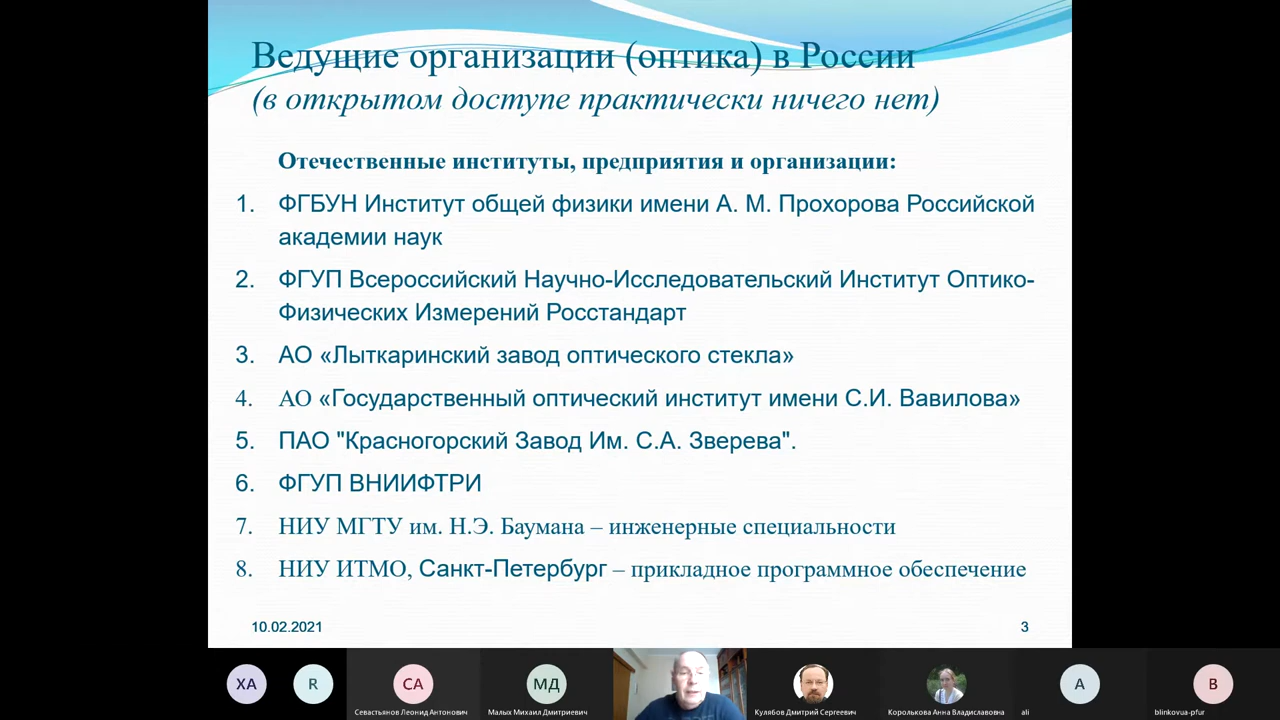 Ведущие организации (оптика) в России
(в открытом доступе практически ничего нет)
Отечественные институты, предприятия и организации:
1. ФГБУН Институт общей физики имени А. М. Прохорова Российской
академии наук
2. ФГУП Всероссийский Научно-Исследовательский Институт Оптико-
Физических Измерений Росстандарт
3. АО «Лыткаринский завод оптического стекла»
4. АО «Государственный оптический институт имени С.И. Вавилова»
5. ПАО "Красногорский Завод Им. С.А. Зверева".
6. ФГУП ВНИИФТРИ
7. НИУ МГТУ им. Н.Э. Баумана – инженерные специальности
8. НИУ ИТМО, Санкт-Петербург – прикладное программное обеспечение
10.02.2021
3
ХА
R
СА
МД
A
B
Севастьянов Леонид Антонович
Малых Михаил Дмитриевич
Кулябов Дмитрий Сергеевич
Королькова Анна Владиславовна
ali
blinkovua-pfur